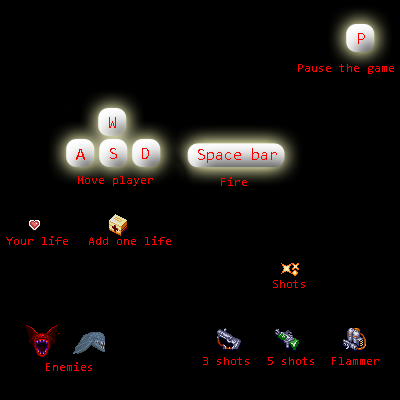 P
Pause the game
W
A S D
Space bar
Move player
Fire
Your life
Add one life
Shots
3 shots
5 shots
Flammer
Enemies